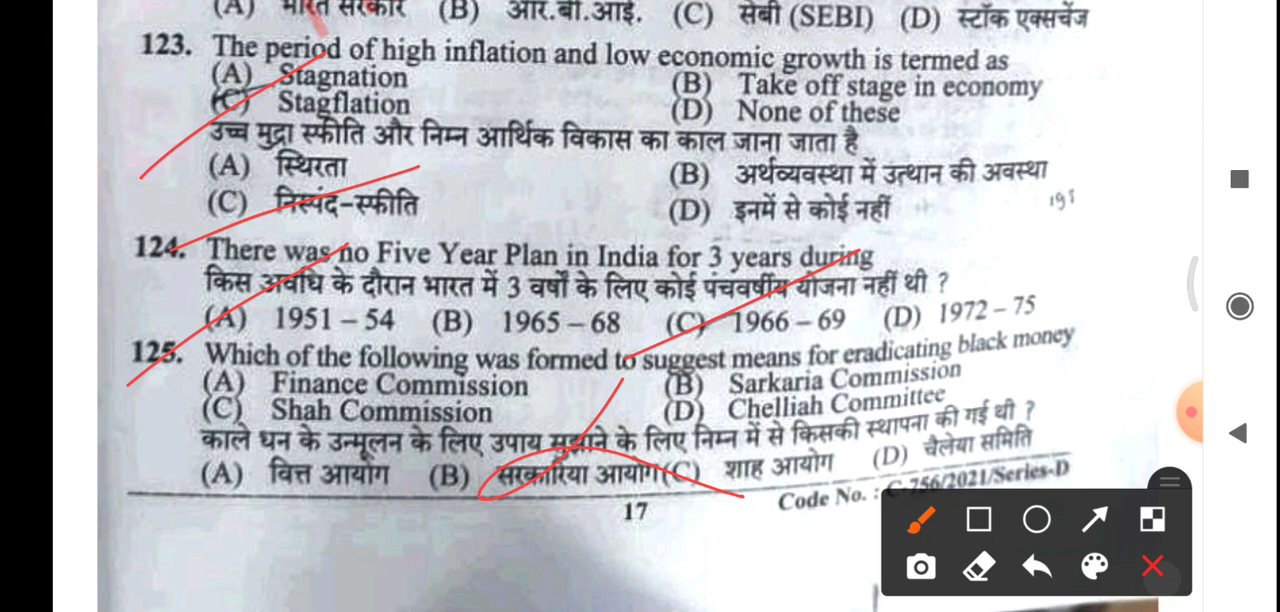 (A) भारत सरकार (B) आर.बी.आई. (C) सेबी (SEBI) (D) स्टॉक एक्सचेंज
123. The period of high inflation and low economic growth is termed as
(A) Stagnation (B) Take off stage in economy
(C) Stagflation (D) None of these
उच्च मुद्रा स्फीति और निम्न आर्थिक विकास का काल जाना जाता है
(A) स्थिरता (B) अर्थव्यवस्था में उत्थान की अवस्था
(C) निस्पंद-स्फीति (D) इनमें से कोई नहीं
124. There was no Five Year Plan in India for 3 years during
किस अवधि के दौरान भारत में 3 वर्षों के लिए कोई पंचवर्षीय योजना नहीं थी ?
(A) 1951 – 54 (B) 1965 – 68 (C) 1966 – 69 (D) 1972 – 75
125. Which of the following was formed to suggest means for eradicating black money
(A) Finance Commission (B) Sarkaria Commission
(C) Shah Commission (D) Chelliah Committee
काले धन के उन्मूलन के लिए उपाय सुझाने के लिए निम्न में से किसकी स्थापना की गई थी ?
(A) वित्त आयोग (B) सरकारिया आयोग (C) शाह आयोग (D) चैलेया समिति
17 Code No. : C-756/2021/Series-D